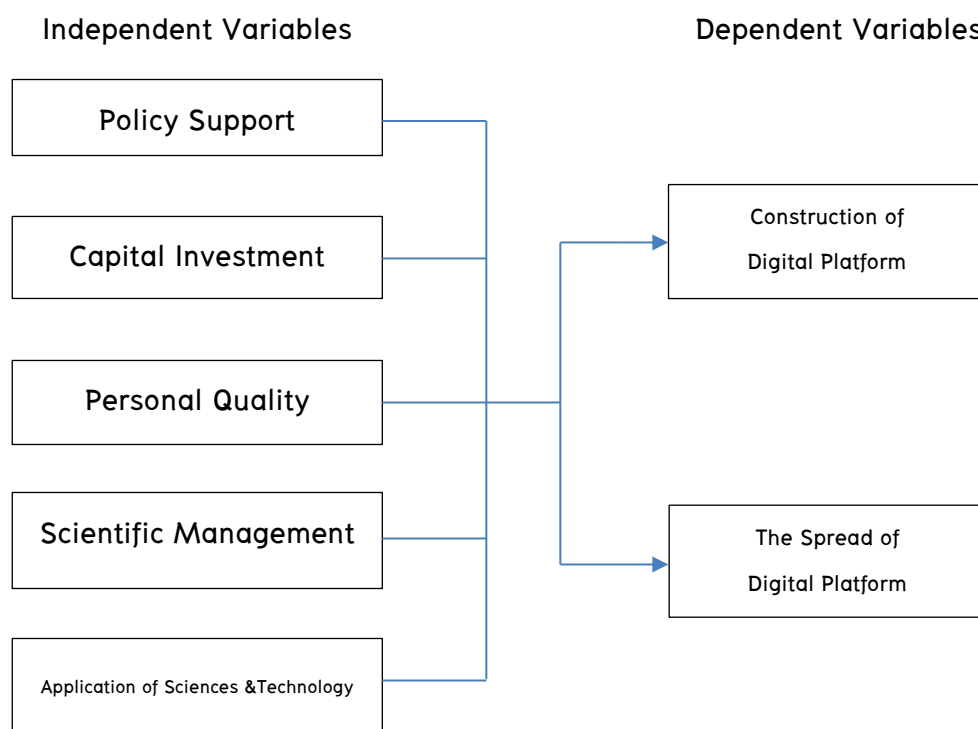 Independent Variables
Dependent Variables
Policy Support
Capital Investment
Personal Quality
Scientific Management
Application of Sciences &Technology
Construction of
Digital Platform
The Spread of
Digital Platform